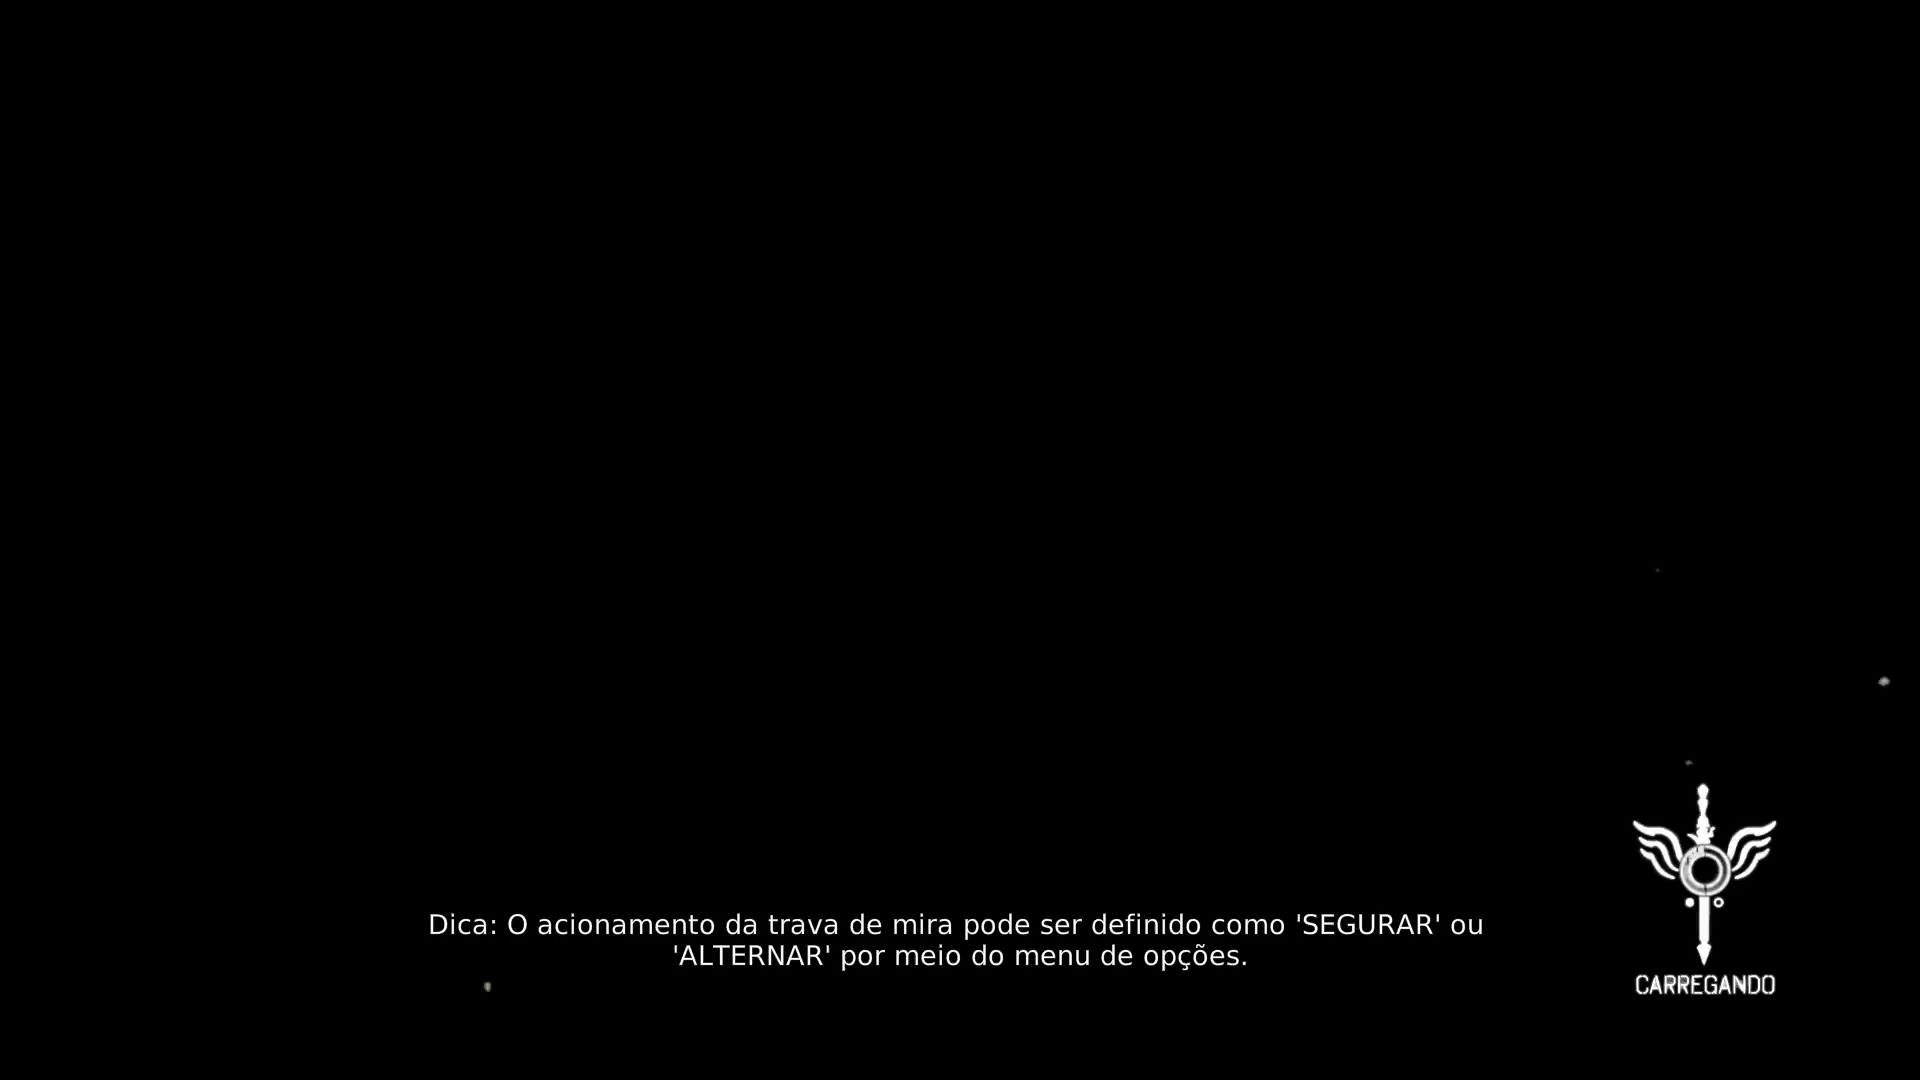 Dica: O acionamento da trava de mira pode ser definido como 'SEGURAR' ou
'ALTERNAR' por meio do menu de opções.
CARREGANDO